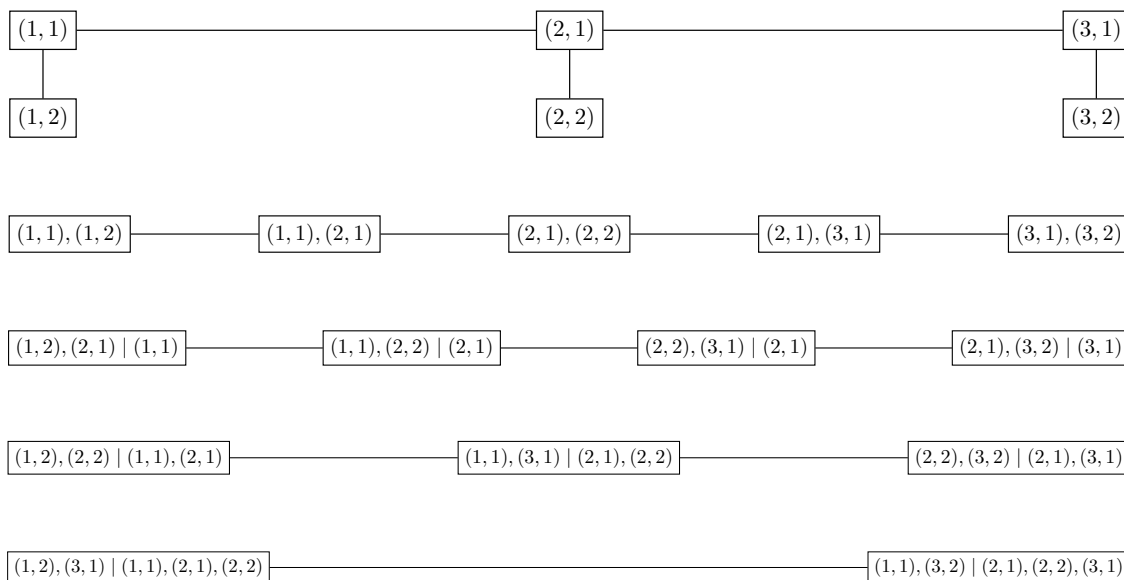 (1, 1) (2, 1) (3, 1)
(1, 2) (2, 2) (3, 2)
(1, 1), (1, 2) (1, 1), (2, 1) (2, 1), (2, 2) (2, 1), (3, 1) (3, 1), (3, 2)
(1, 2), (2, 1) | (1, 1) (1, 1), (2, 2) | (2, 1) (2, 2), (3, 1) | (2, 1) (2, 1), (3, 2) | (3, 1)
(1, 2), (2, 2) | (1, 1), (2, 1) (1, 1), (3, 1) | (2, 1), (2, 2) (2, 2), (3, 2) | (2, 1), (3, 1)
(1, 2), (3, 1) | (1, 1), (2, 1), (2, 2) (1, 1), (3, 2) | (2, 1), (2, 2), (3, 1)